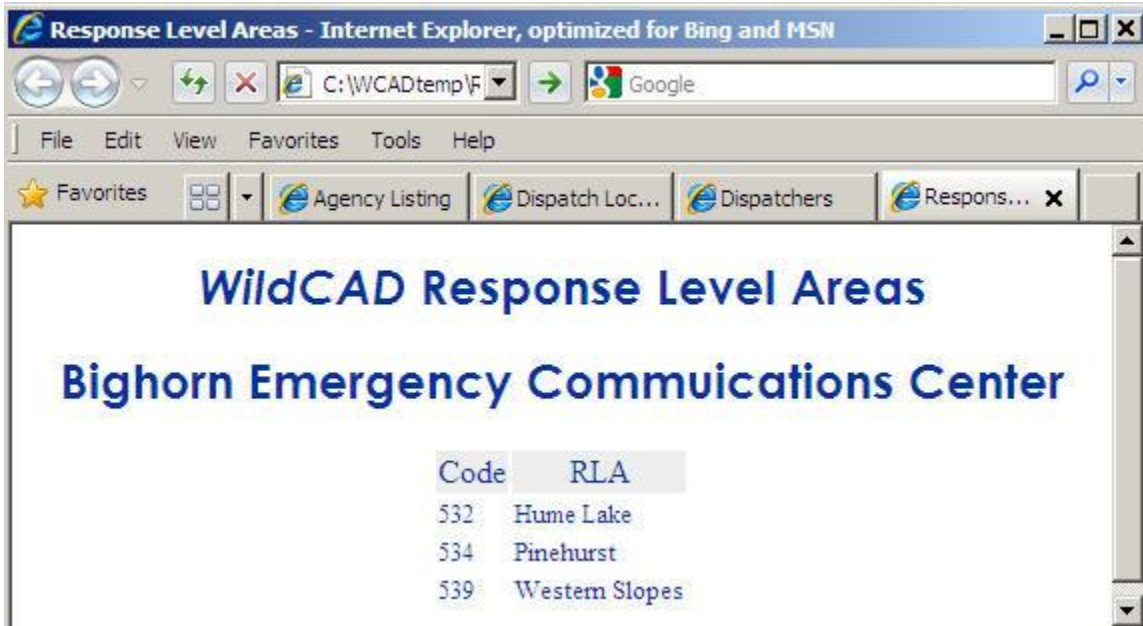 Response Level Areas - Internet Explorer, optimized for Bing and MSN
C:\WCADtemp\F
Google
File Edit View Favorites Tools Help
Favorites Agency Listing Dispatch Loc... Dispatchers Respons...
WildCAD Response Level Areas
Bighorn Emergency Commuications Center
Code RLA
532 Hume Lake
534 Pinehurst
539 Western Slopes